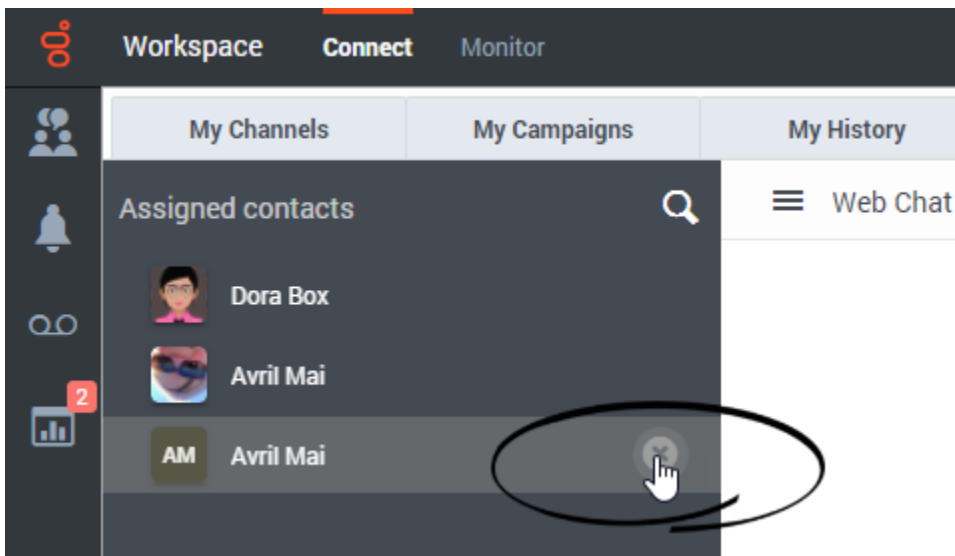 Workspace Connect Monitor
My Channels My Campaigns My History
Assigned contacts
Web Chat
Dora Box
Avril Mai
2
AM Avril Mai